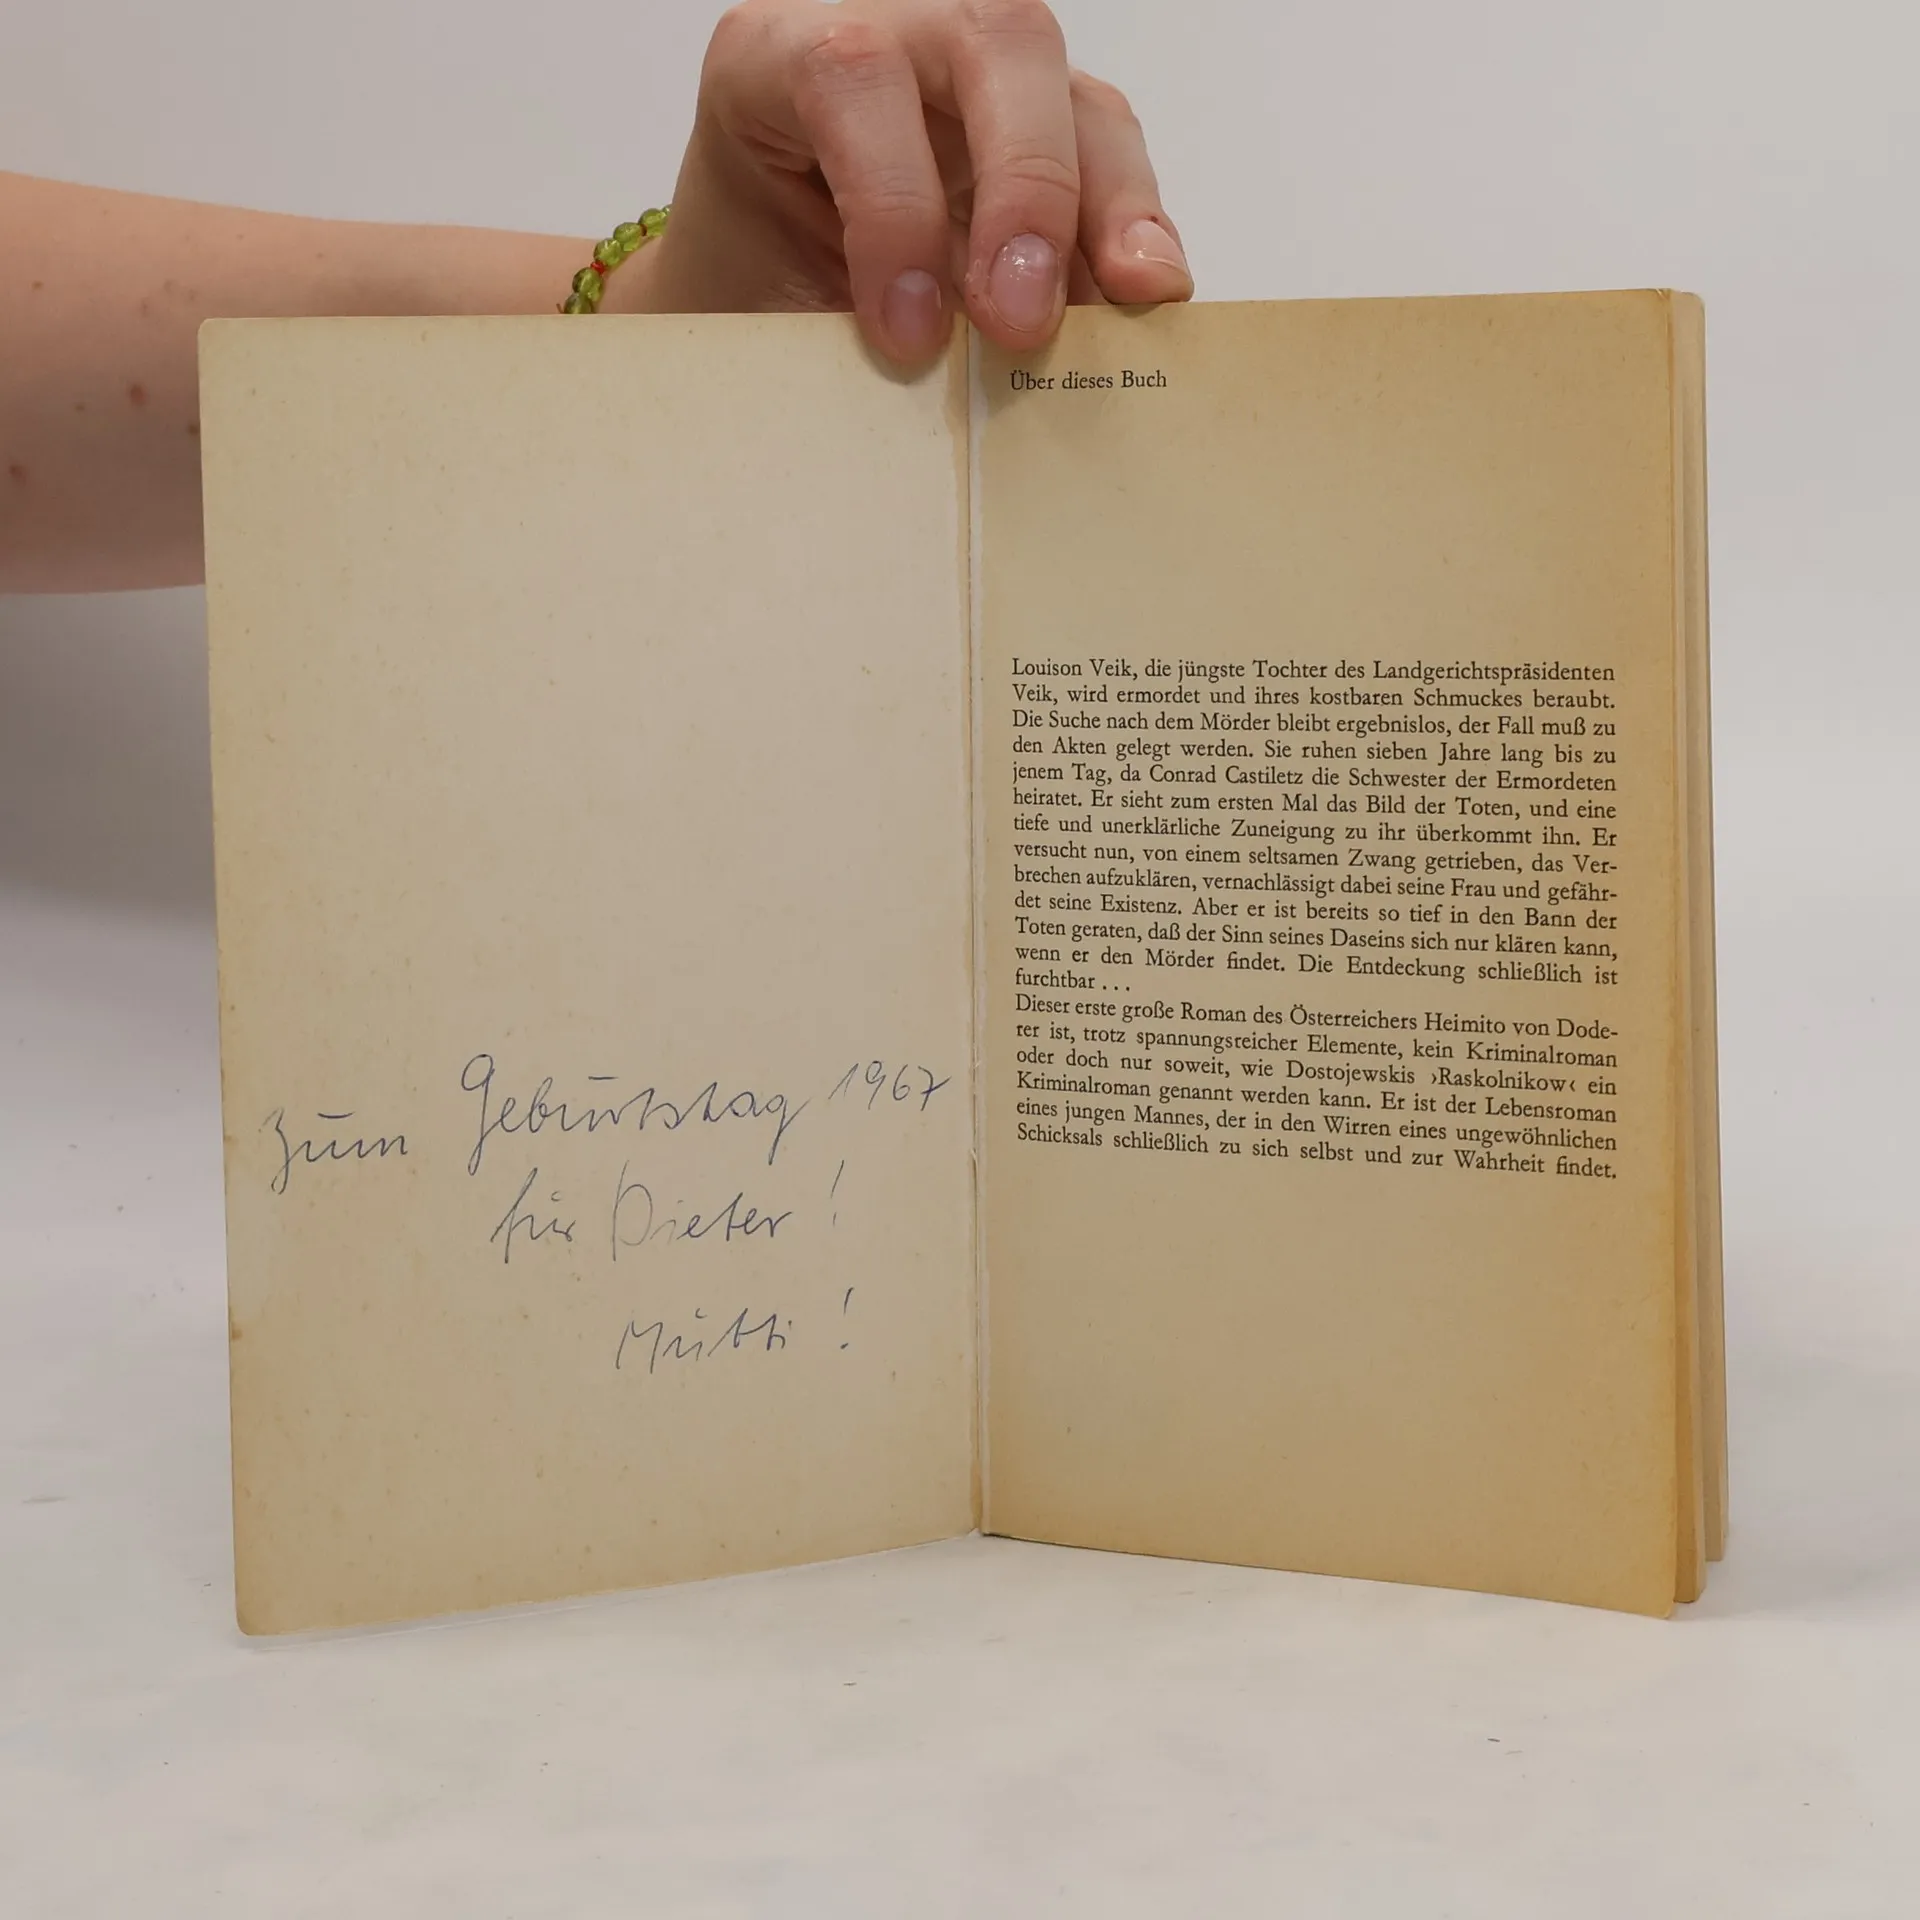 Zum Geburtstag 1967
für Dieter!
Mutti!
Über dieses Buch
Louison Veik, die jüngste Tochter des Landgerichtspräsidenten
Veik, wird ermordet und ihres kostbaren Schmuckes beraubt.
Die Suche nach dem Mörder bleibt ergebnislos, der Fall muß zu
den Akten gelegt werden. Sie ruhen sieben Jahre lang bis zu
jenem Tag, da Conrad Castiletz die Schwester der Ermordeten
heiratet. Er sieht zum ersten Mal das Bild der Toten, und eine
tiefe und unerklärliche Zuneigung zu ihr überkommt ihn. Er
versucht nun, von einem seltsamen Zwang getrieben, das Ver-
brechen aufzuklären, vernachlässigt dabei seine Frau und gefähr-
det seine Existenz. Aber er ist bereits so tief in den Bann der
Toten geraten, daß der Sinn seines Daseins sich nur klären kann,
wenn er den Mörder findet. Die Entdeckung schließlich ist
furchtbar . . .
Dieser erste große Roman des Österreichers Heimito von Dode-
rer ist, trotz spannungsreicher Elemente, kein Kriminalroman
oder doch nur soweit, wie Dostojewskis ›Raskolnikow‹ ein
Kriminalroman genannt werden kann. Er ist der Lebensroman
eines jungen Mannes, der in den Wirren eines ungewöhnlichen
Schicksals schließlich zu sich selbst und zur Wahrheit findet.